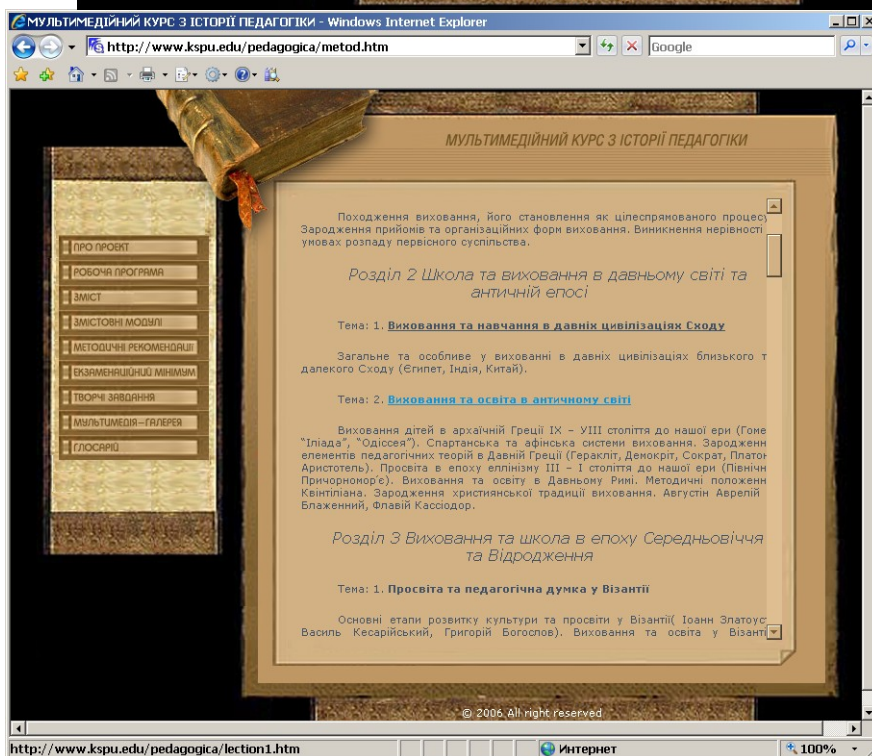 МУЛЬТИМЕДІЙНИЙ КУРС З ІСТОРІЇ ПЕДАГОГІКИ - Windows Internet Explorer
http://www.kspu.edu/pedagogica/metod.htm
Google
МУЛЬТИМЕДІЙНИЙ КУРС З ІСТОРІЇ ПЕДАГОГІКИ
ПРО ПРОЕКТ
РОБОЧА ПРОГРАМА
ЗМІСТ
ЗМІСТОВНІ МОДУЛІ
МЕТОДИЧНІ РЕКОМЕНДАЦІЇ
ЕКЗАМЕНАЦІЙНИЙ МІНІМУМ
ТВОРЧІ ЗАВДАННЯ
МУЛЬТИМЕДІА-ГАЛЕРЕЯ
ГЛОСАРІЙ
Походження виховання, його становлення як цілеспрямованого процесу
Зародження прийомів та організаційних форм виховання. Виникнення нерівності
умовах розпаду первісного суспільства.
Розділ 2 Школа та виховання в давньому світі та
античній епосі
Тема: 1. Виховання та навчання в давніх цивілізаціях Сходу
Загальне та особливе у вихованні в давніх цивілізаціях близького т
далекого Сходу (Єгипет, Індія, Китай).
Тема: 2. Виховання та освіта в античному світі
Виховання дітей в архаїчній Греції IX – УІІІ століття до нашої ери (Гоме
"Іліада", "Одіссея"). Спартанська та афінська системи виховання. Зародженн
елементів педагогічних теорій в Давній Греції (Геракліт, Демокріт, Сократ, Платон
Аристотель). Просвіта в епоху еллінізму III – I століття до нашої ери (Північн
Причорномор'є). Виховання та освіту в Давньому Римі. Методичні положенн
Квінтіліана. Зародження християнської традиції виховання. Августін Аврелій
Блаженний, Флавій Кассіодор.
Розділ 3 Виховання та школа в епоху Середньовіччя
та Відродження
Тема: 1. Просвіта та педагогічна думка у Візантії
Основні етапи розвитку культури та просвіти у Візантії( Іоанн Златоус
Василь Кесарійський, Григорій Богослов). Виховання та освіта у Візанті
© 2006 All right reserved
http://www.kspu.edu/pedagogica/lection1.htm
Интернет
100%